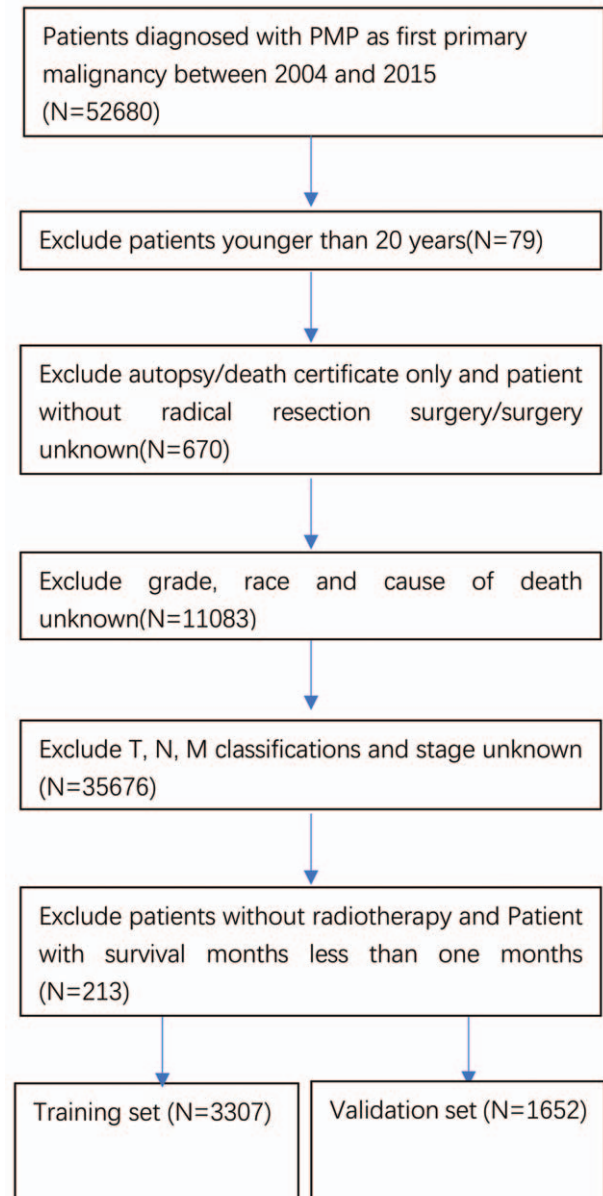 Patients diagnosed with PMP as first primary
malignancy between 2004 and 2015
(N=52680)
Exclude patients younger than 20 years(N=79)
Exclude autopsy/death certificate only and patient
without radical resection surgery/surgery
unknown(N=670)
Exclude grade, race and cause of death
unknown(N=11083)
Exclude T, N, M classifications and stage unknown
(N=35676)
Exclude patients without radiotherapy and Patient
with survival months less than one months
(N=213)
Training set (N=3307)
Validation set (N=1652)